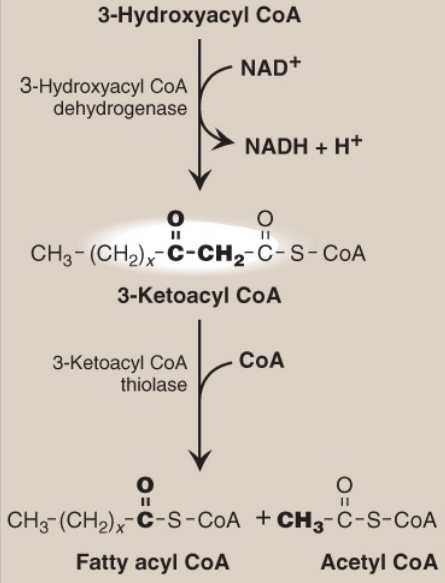 3-Hydroxyacyl CoA
NAD+
3-Hydroxyacyl CoA
dehydrogenase
NADH + H+
O O
CH3-(CH2)x-C-CH2-C-S-CoA
3-Ketoacyl CoA
3-Ketoacyl CoA
thiolase
CoA
O O
CH3-(CH2)x-C-S-CoA + CH3-C-S-CoA
Fatty acyl CoA Acetyl CoA